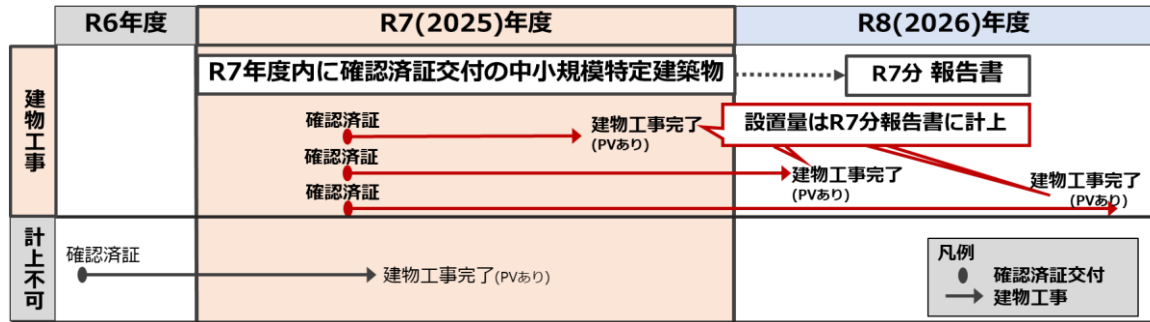 R6年度
R7(2025)年度
R8(2026)年度
建物工事
R7年度内に確認済証交付の中小規模特定建築物
R7分 報告書
確認済証
建物工事完了
(PVあり)
設置量はR7分報告書に計上
確認済証
建物工事完了
(PVあり)
確認済証
建物工事完了
(PVあり)
計上不可
確認済証
建物工事完了(PVあり)
凡例
確認済証交付
建物工事